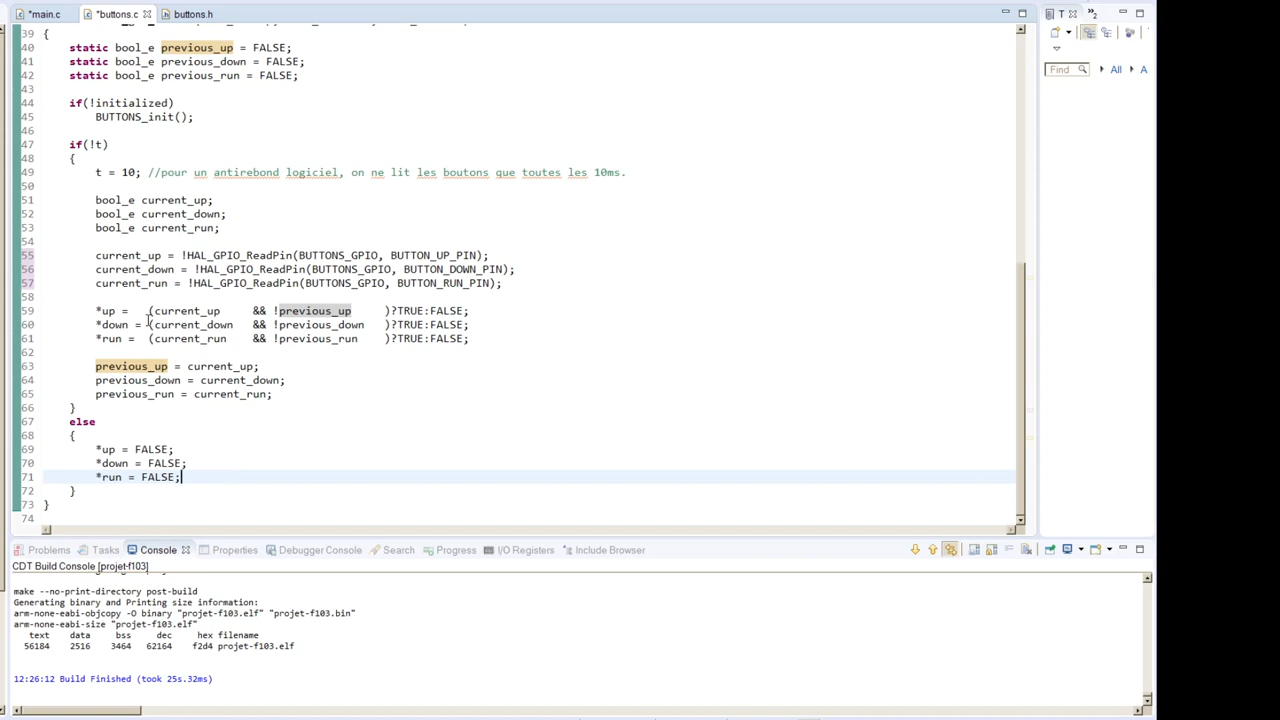 *main.c
*buttons.c
buttons.h
T
39 {
40 static bool_e previous_up = FALSE;
41 static bool_e previous_down = FALSE;
42 static bool_e previous_run = FALSE;
43
44 if(!initialized)
45 BUTTONS_init();
46
47 if(!t)
48 {
49 t = 10; //pour un antirebond logiciel, on ne lit les boutons que toutes les 10ms.
50
51 bool_e current_up;
52 bool_e current_down;
53 bool_e current_run;
54
55 current_up = !HAL_GPIO_ReadPin(BUTTONS_GPIO, BUTTON_UP_PIN);
56 current_down = !HAL_GPIO_ReadPin(BUTTONS_GPIO, BUTTON_DOWN_PIN);
57 current_run = !HAL_GPIO_ReadPin(BUTTONS_GPIO, BUTTON_RUN_PIN);
58
59 *up = (current_up && !previous_up )?TRUE:FALSE;
60 *down = (current_down && !previous_down )?TRUE:FALSE;
61 *run = (current_run && !previous_run )?TRUE:FALSE;
62
63 previous_up = current_up;
64 previous_down = current_down;
65 previous_run = current_run;
66 }
67 else
68 {
69 *up = FALSE;
70 *down = FALSE;
71 *run = FALSE;
72 }
73 }
74
Find
All
A
Problems Tasks Console Properties Debugger Console Search Progress I/O Registers Include Browser
CDT Build Console [projet-f103]
make --no-print-directory post-build
Generating binary and Printing size information:
arm-none-eabi-objcopy -O binary "projet-f103.elf" "projet-f103.bin"
arm-none-eabi-size "projet-f103.elf"
text data bss dec hex filename
56184 2516 3464 62164 f2d4 projet-f103.elf
12:26:12 Build Finished (took 25s.32ms)